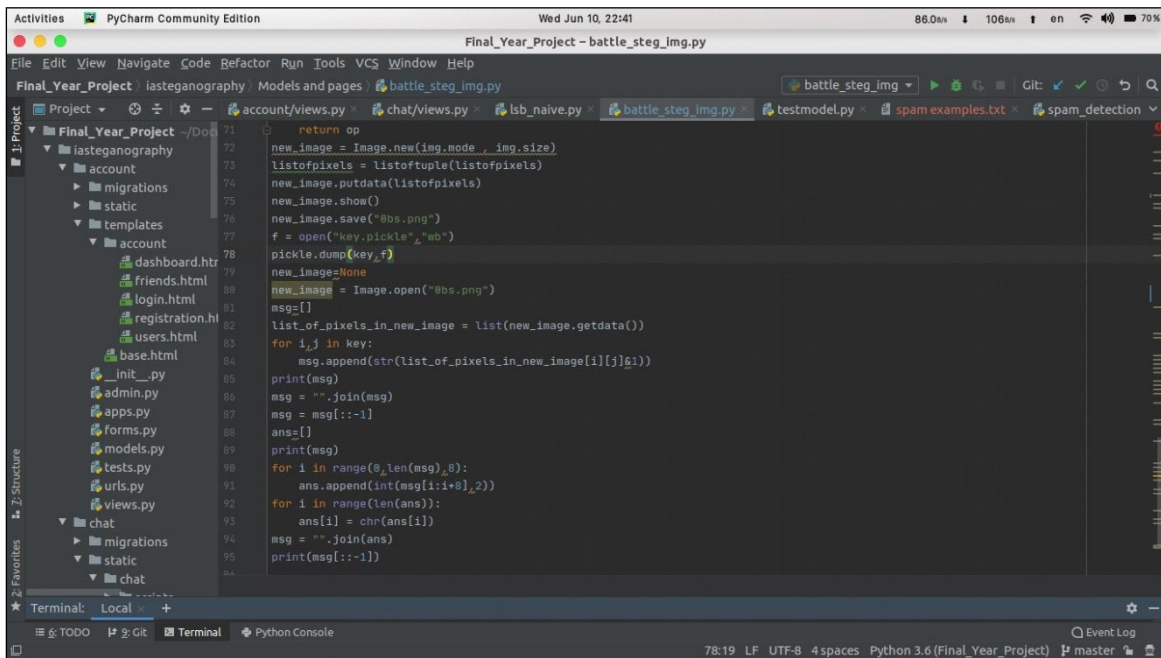 Activities PyCharm Community Edition Wed Jun 10, 22:41 86.0B/s ⬇ 106B/s ⬆ en 70%
Final_Year_Project – battle_steg_img.py
File Edit View Navigate Code Refactor Run Tools VCS Window Help
Final_Year_Project iasteganography Models and pages battle_steg_img.py battle_steg_img Git:
Project account/views.py chat/views.py lsb_naive.py battle_steg_img.py testmodel.py spam examples.txt spam_detection
1: Project
Final_Year_Project ~/Doc
iasteganography
account
migrations
static
templates
account
dashboard.htr
friends.html
login.html
registration.ht
users.html
base.html
__init__.py
admin.py
apps.py
forms.py
models.py
tests.py
urls.py
views.py
chat
migrations
static
chat
7: Structure
2: Favorites
71 return op
72 new_image = Image.new(img.mode , img.size)
73 listofpixels = listoftuple(listofpixels)
74 new_image.putdata(listofpixels)
75 new_image.show()
76 new_image.save("0bs.png")
77 f = open("key.pickle","wb")
78 pickle.dump(key,f)
79 new_image=None
80 new_image = Image.open("0bs.png")
81 msg=[]
82 list_of_pixels_in_new_image = list(new_image.getdata())
83 for i,j in key:
84 msg.append(str(list_of_pixels_in_new_image[i][j]&1))
85 print(msg)
86 msg = "".join(msg)
87 msg = msg[::-1]
88 ans=[]
89 print(msg)
90 for i in range(0,len(msg),8):
91 ans.append(int(msg[i:i+8],2))
92 for i in range(len(ans)):
93 ans[i] = chr(ans[i])
94 msg = "".join(ans)
95 print(msg[::-1])
Terminal: Local +
6: TODO 9: Git Terminal Python Console Event Log
78:19 LF UTF-8 4 spaces Python 3.6 (Final_Year_Project) master